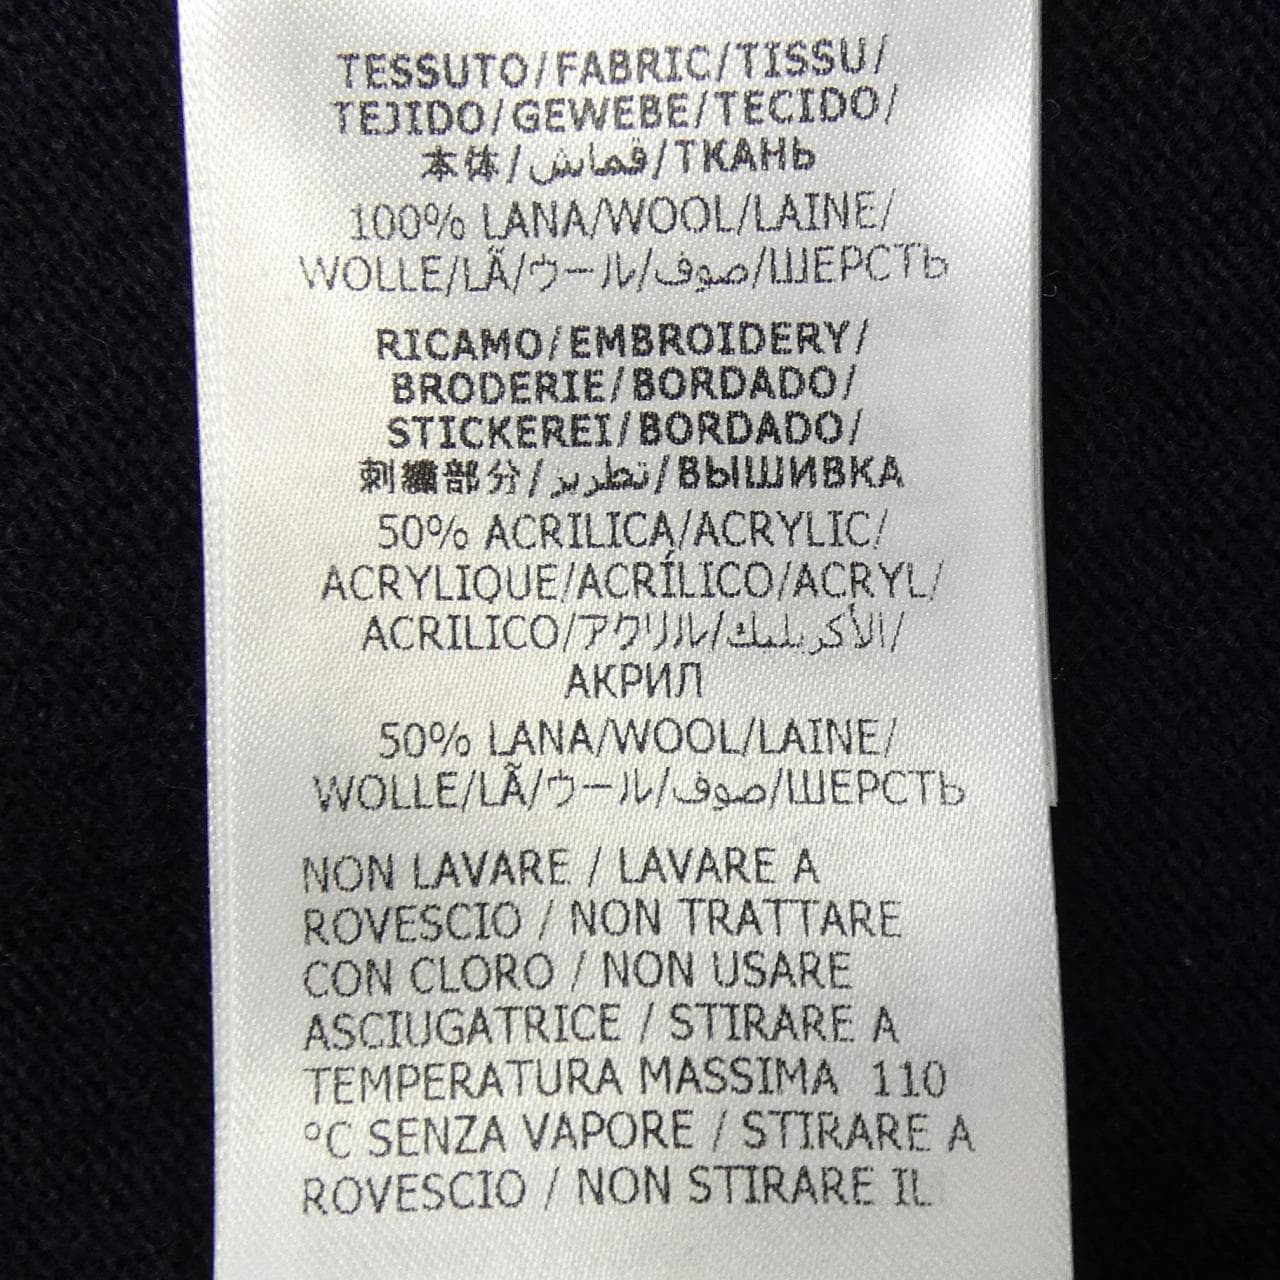 TESSUTO/FABRIC/TISSU/
TEJIDO/GEWEBE/TECIDO/
本体/قماش/ТКАНЬ
100% LANA/WOOL/LAINE/
WOLLE/LÃ/ウール/صوف/ШЕРСТЬ
RICAMO/EMBROIDERY/
BRODERIE/BORDADO/
STICKEREI/BORDADO/
刺繍部分/تطريز/ВЫШИВКА
50% ACRILICA/ACRYLIC/
ACRYLIQUE/ACRÍLICO/ACRYL/
ACRILICO/アクリル/الأكريليك/
АКРИЛ
50% LANA/WOOL/LAINE/
WOLLE/LÃ/ウール/صوف/ШЕРСТЬ
NON LAVARE / LAVARE A
ROVESCIO / NON TRATTARE
CON CLORO / NON USARE
ASCIUGATRICE / STIRARE A
TEMPERATURA MASSIMA 110
°C SENZA VAPORE / STIRARE A
ROVESCIO / NON STIRARE IL